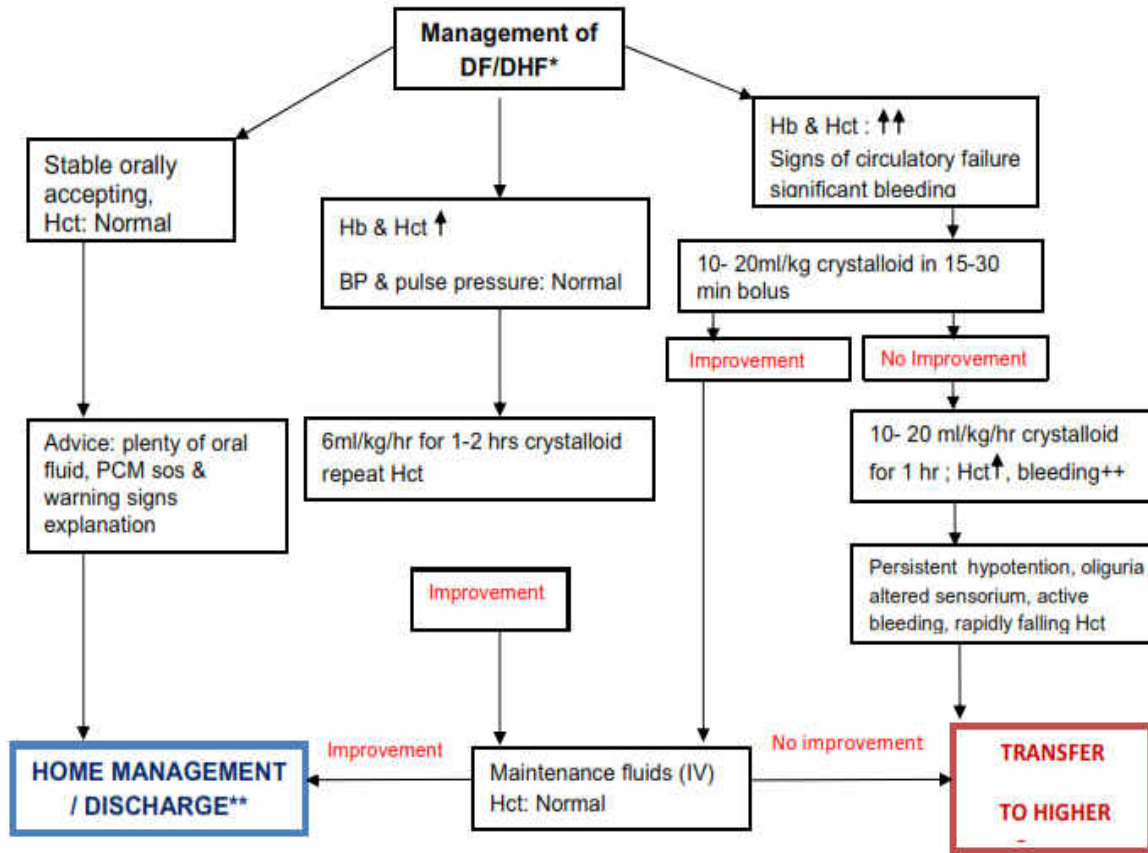 Management of
DF/DHF*
Stable orally
accepting,
Hct: Normal
Hb & Hct ↑
BP & pulse pressure: Normal
Hb & Hct : ↑↑
Signs of circulatory failure
significant bleeding
10- 20ml/kg crystalloid in 15-30
min bolus
Improvement
No Improvement
Advice: plenty of oral
fluid, PCM sos &
warning signs
explanation
6ml/kg/hr for 1-2 hrs crystalloid
repeat Hct
10- 20 ml/kg/hr crystalloid
for 1 hr ; Hct↑, bleeding++
Persistent hypotention, oliguria
altered sensorium, active
bleeding, rapidly falling Hct
Improvement
HOME MANAGEMENT
/ DISCHARGE**
Improvement
Maintenance fluids (IV)
Hct: Normal
No improvement
TRANSFER
TO HIGHER